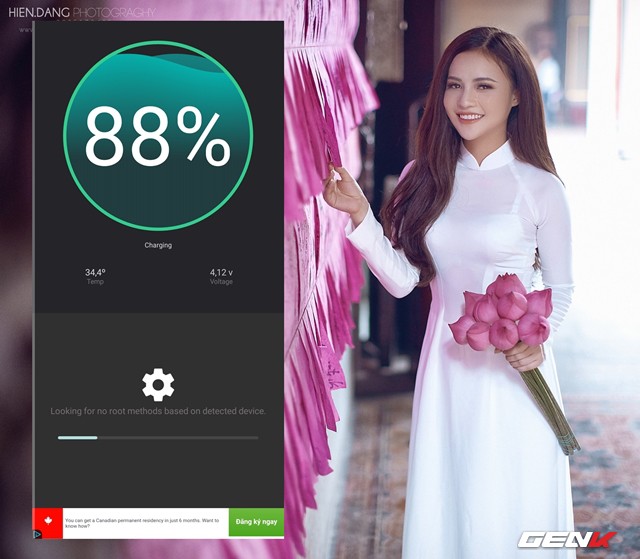 HIEN.DANG PHOTOGRAPHY
88%
Charging
34,4º
Temp
4,12 v
Voltage
Looking for no root methods based on detected device.
You can get a Canadian permanent residency in just 6 months. Want to
know how?
Đăng ký ngay
GENK